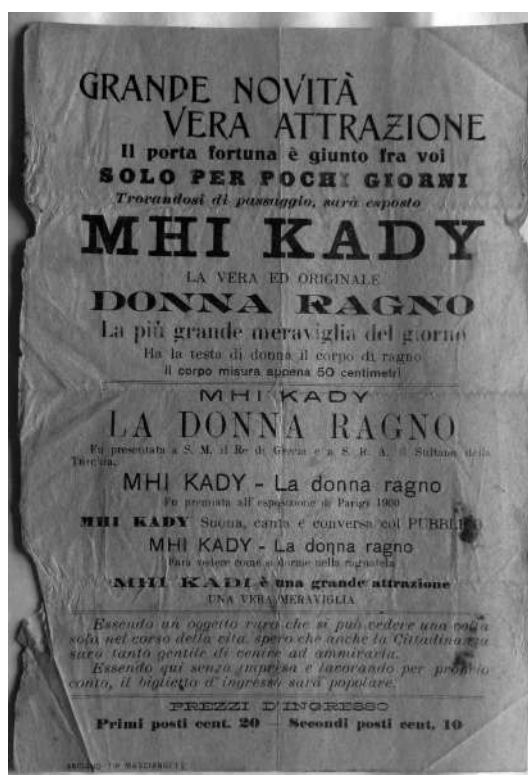 GRANDE NOVITÀ
VERA ATTRAZIONE
Il porta fortuna è giunto fra voi
SOLO PER POCHI GIORNI
Trovandosi di passaggio, sarà esposto
MHI KADY
LA VERA ED ORIGINALE
DONNA RAGNO
La più grande meraviglia del giorno
Ha la testa di donna il corpo di ragno
Il corpo misura appena 50 centimetri
MHI KADY
LA DONNA RAGNO
Fu presentata a S. M. il Re di Grecia e a S. R. A. il Sultano della
Turchia.
MHI KADY - La donna ragno
Fu premiata all'esposizione di Parigi 1900
MHI KADY Suona, canta e conversa col PUBBLICO
MHI KADY - La donna ragno
Farà vedere come si dorme nella ragnatela
MHI KADI è una grande attrazione
UNA VERA MERAVIGLIA
Essendo un oggetto raro che si può vedere una volta
sola nel corso della vita, spero che anche la Cittadinanza
sarà tanto gentile di venire ad ammirarla.
Essendo qui senza impresa e lavorando per proprio
conto, il biglietto d'ingresso sarà popolare.
PREZZI D'INGRESSO
Primi posti cent. 20 - Secondi posti cent. 10